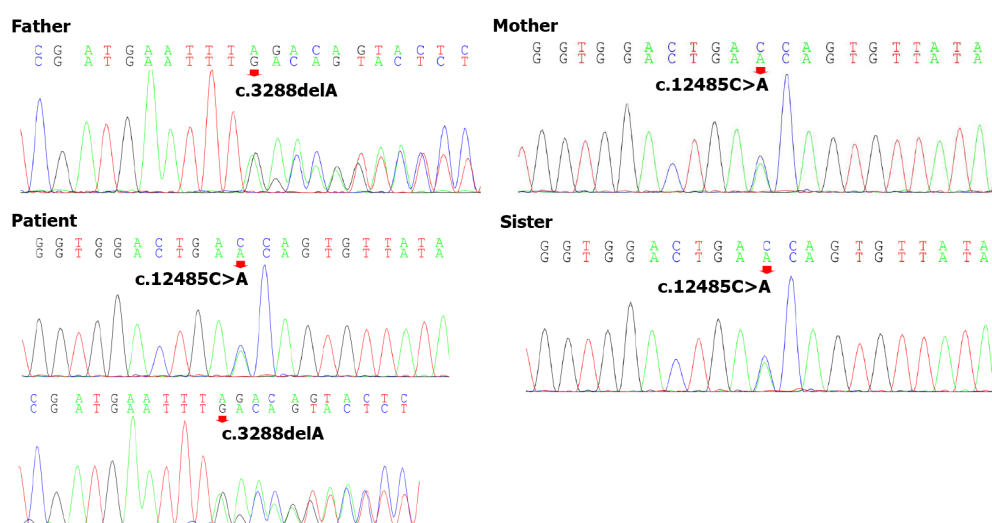 Father
C G A T G A A T T T A G A C A G T A C T C
C G A T G A A T T T G A C A G T A C T C T
c.3288delA
Mother
G G T G G A C T G A C C A G T G T T A T A
G G T G G A C T G A A C A G T G T T A T A
c.12485C>A
Patient
G G T G G A C T G A C C A G T G T T A T A
G G T G G A C T G A A C A G T G T T A T A
c.12485C>A
C G A T G A A T T T A G A C A G T A C T C
C G A T G A A T T T G A C A G T A C T C T
c.3288delA
Sister
G G T G G A C T G A C C A G T G T T A T A
G G T G G A C T G A A C A G T G T T A T A
c.12485C>A